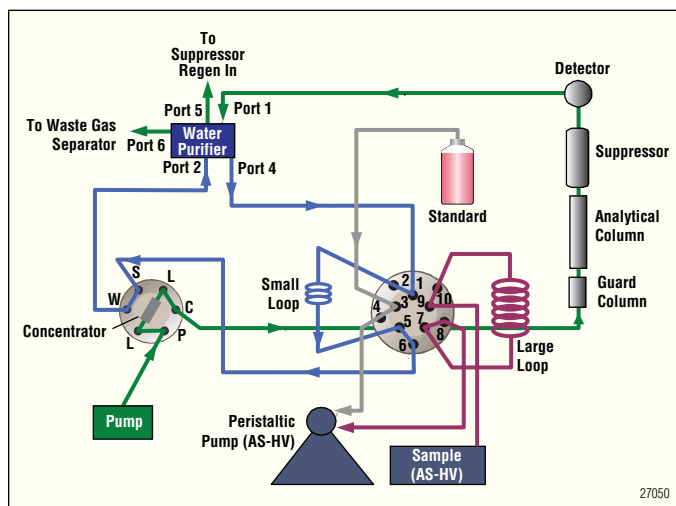 To
Suppressor
Regen In
Detector
Port 5
Port 1
To Waste Gas
Separator
Port 6
Water
Purifier
Port 2
Port 4
Suppressor
Standard
Analytical
Column
Small
Loop
Guard
Column
Large
Loop
S
L
W
C
Concentrator
L
P
2
1
10
3
9
4
5
7
8
6
Pump
Peristaltic
Pump (AS-HV)
Sample
(AS-HV)
27050